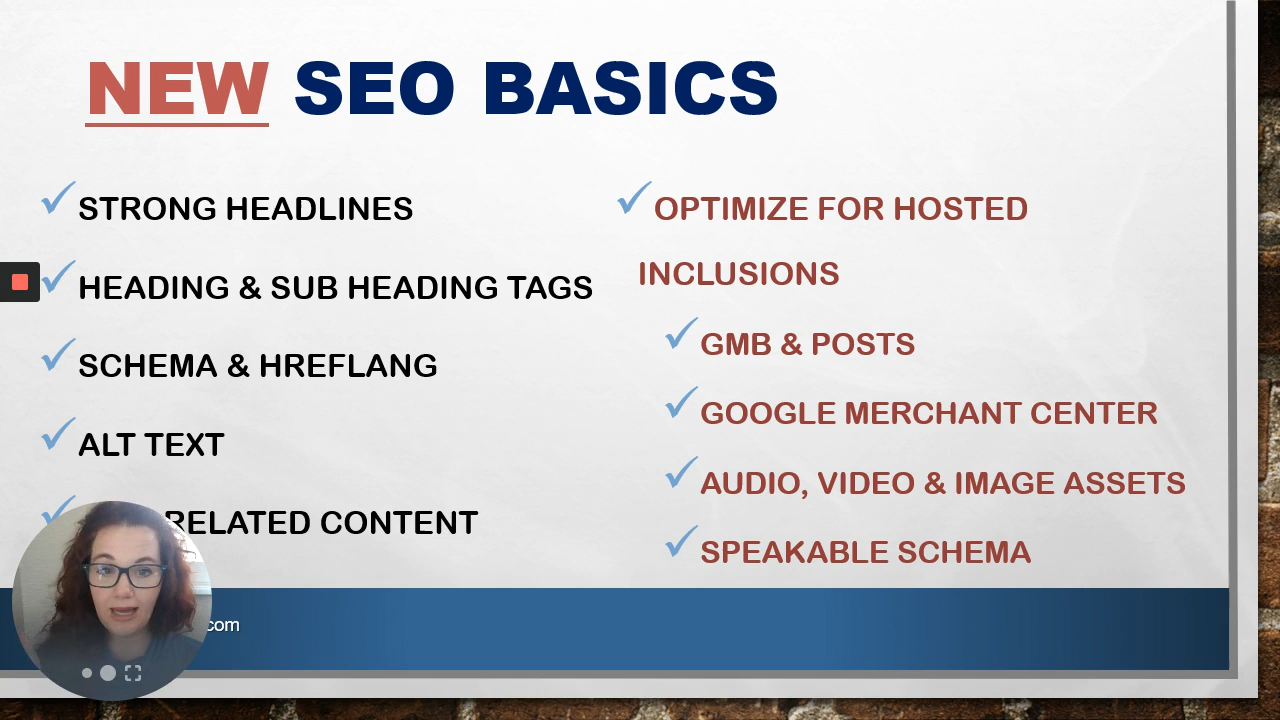 NEW SEO BASICS
STRONG HEADLINES
HEADING & SUB HEADING TAGS
SCHEMA & HREFLANG
ALT TEXT
RELATED CONTENT
OPTIMIZE FOR HOSTED
INCLUSIONS
GMB & POSTS
GOOGLE MERCHANT CENTER
AUDIO, VIDEO & IMAGE ASSETS
SPEAKABLE SCHEMA
.com